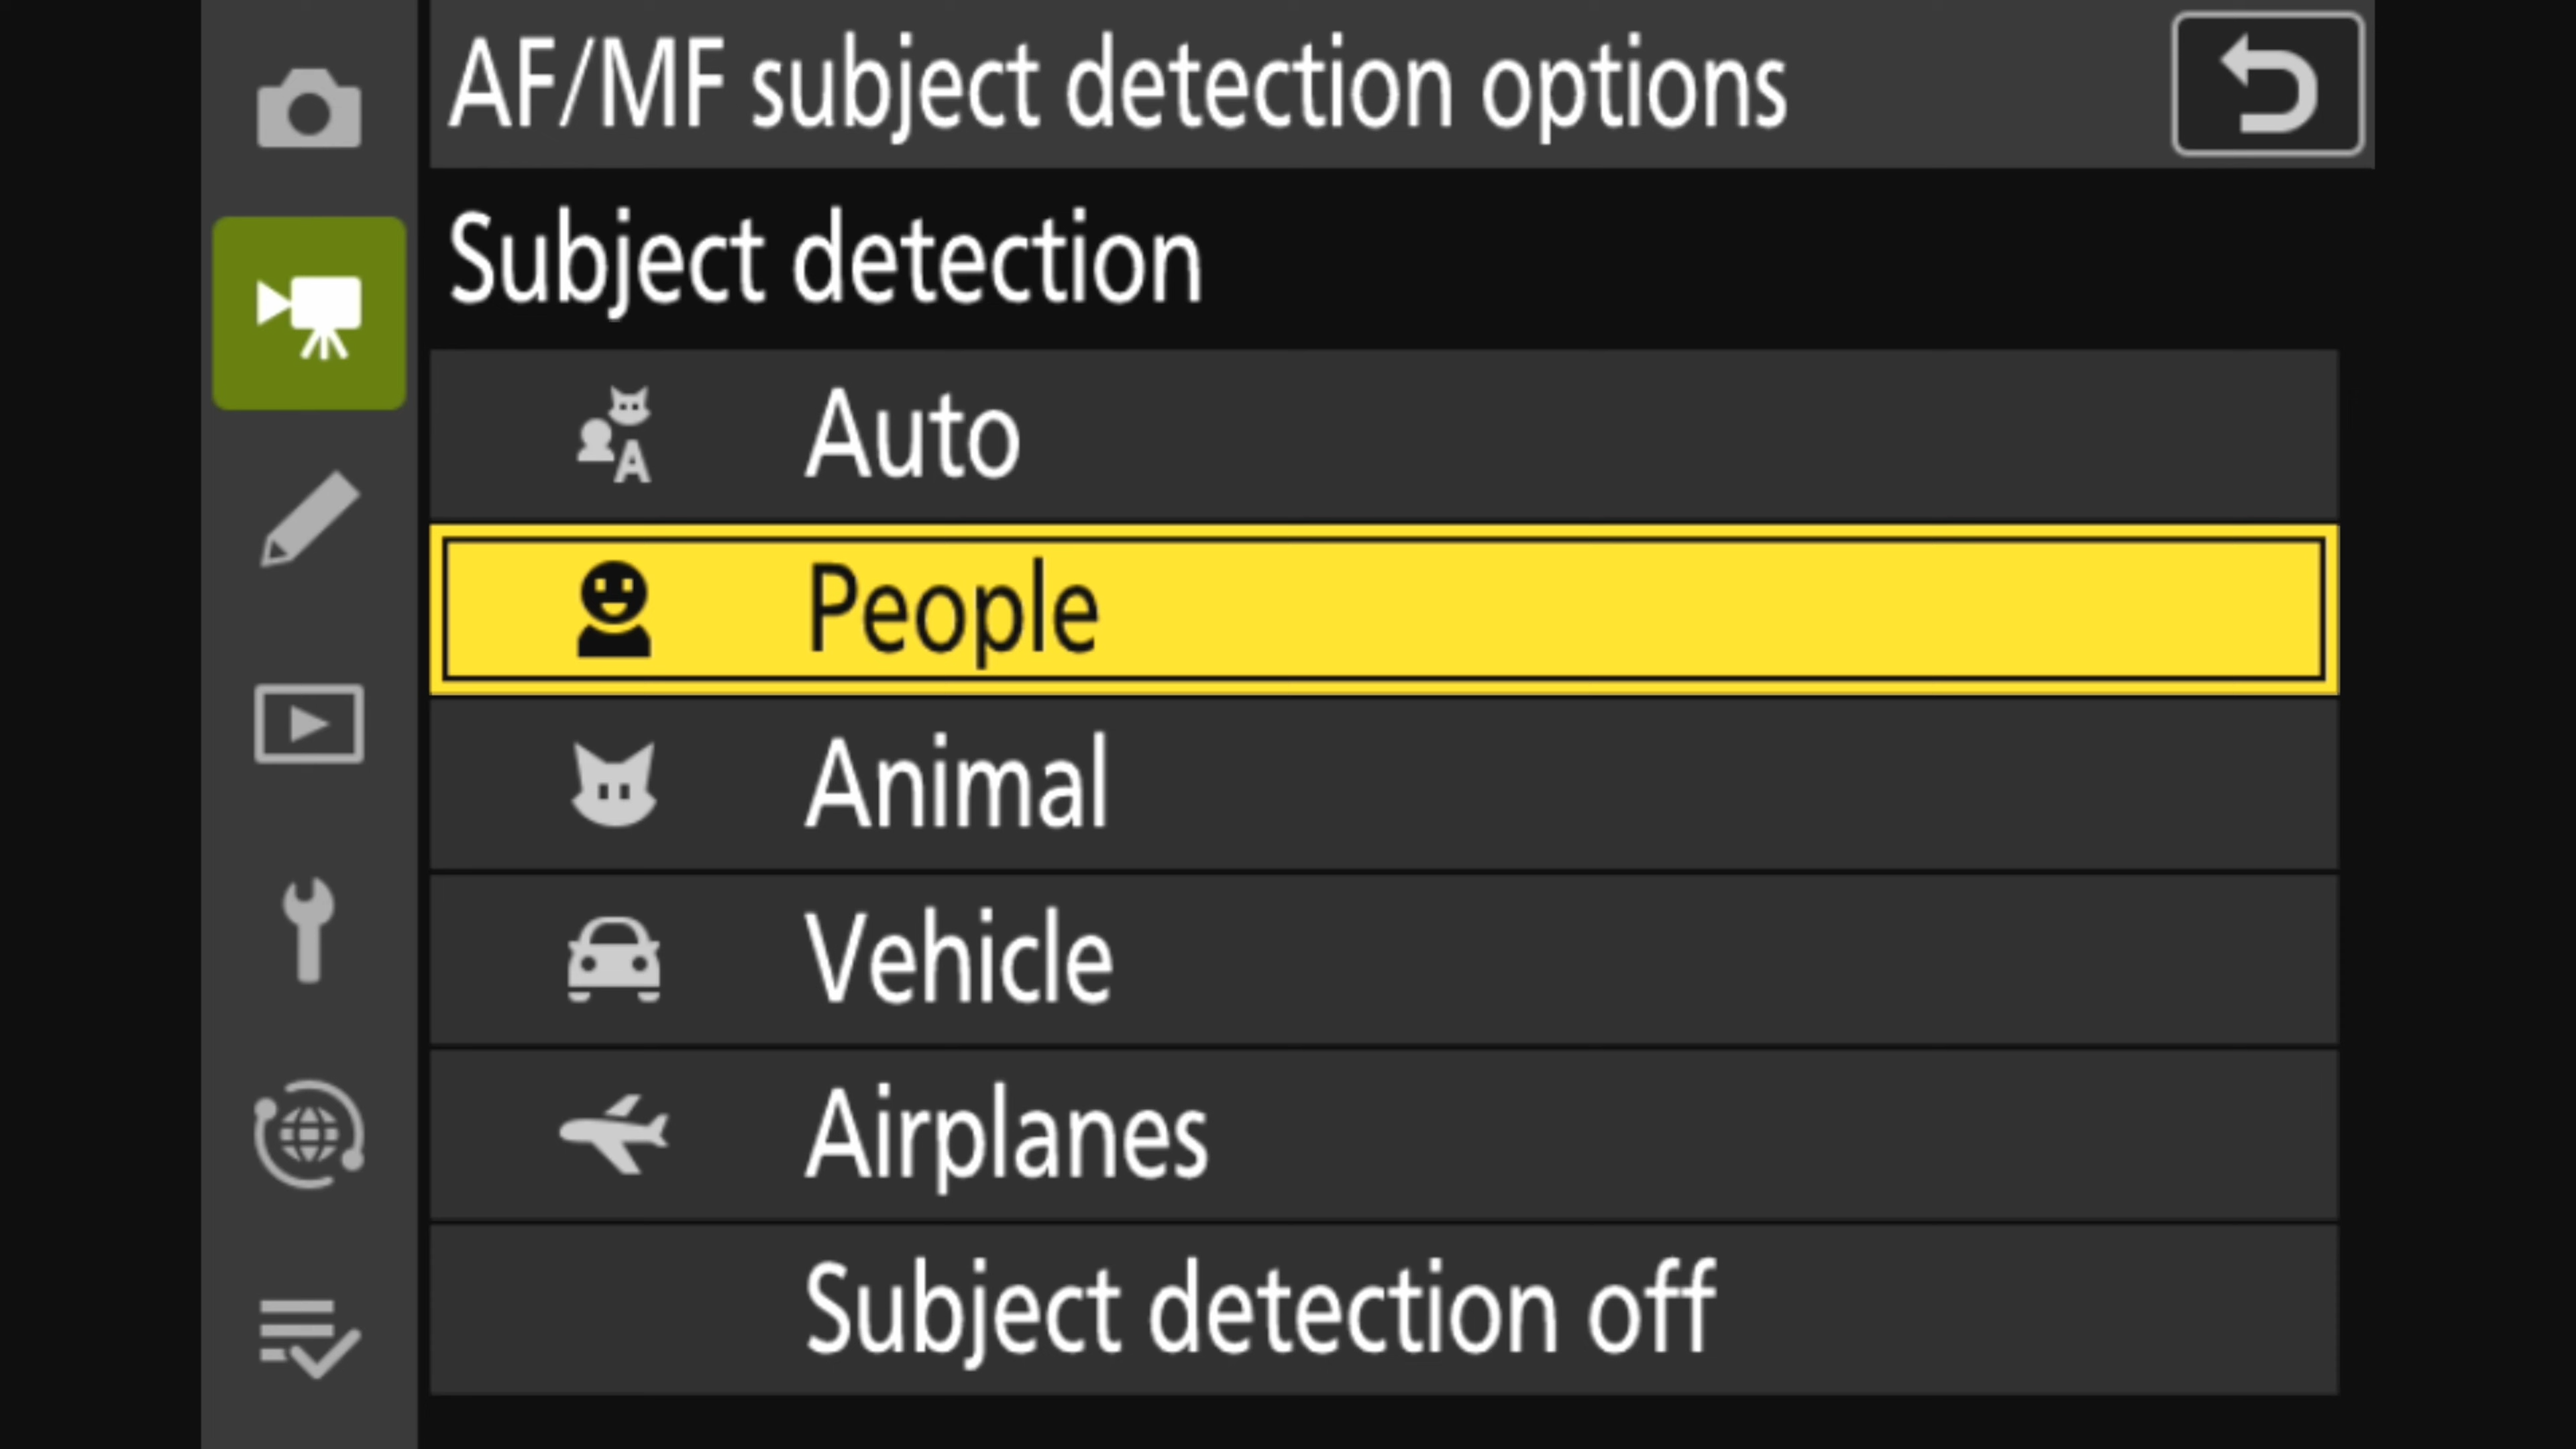 AF/MF subject detection options
Subject detection
Auto
People
Animal
Vehicle
Airplanes
Subject detection off